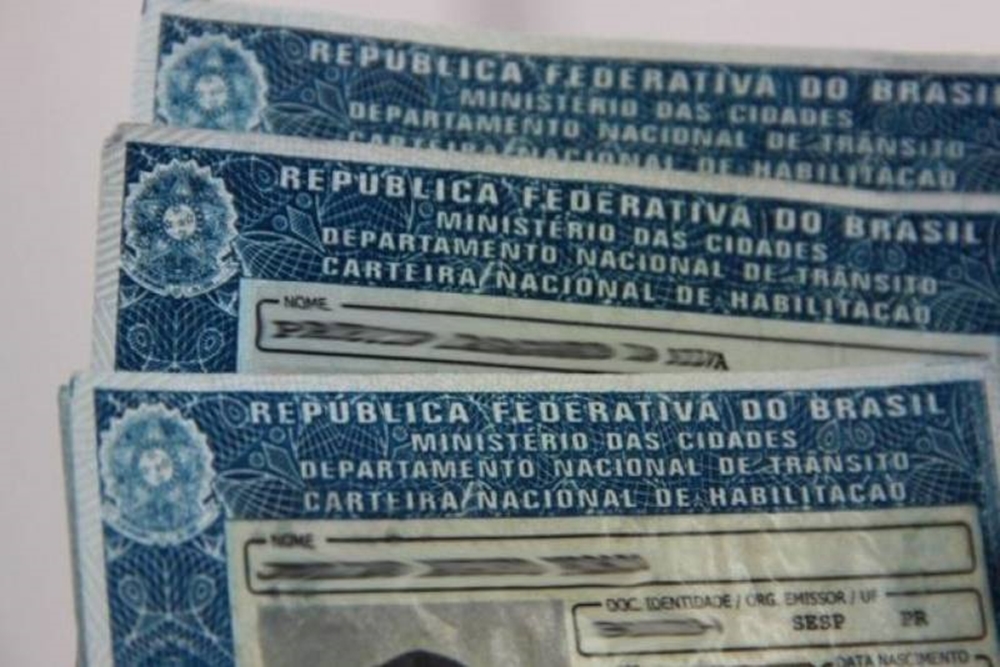 REPÚBLICA FEDERATIVA DO BRASIL
MINISTÉRIO DAS CIDADES
DEPARTAMENTO NACIONAL DE TRÂNSITO
CARTEIRA NACIONAL DE HABILITAÇÃO
REPÚBLICA FEDERATIVA DO BRASIL
MINISTÉRIO DAS CIDADES
DEPARTAMENTO NACIONAL DE TRÂNSITO
CARTEIRA NACIONAL DE HABILITAÇÃO
NOME
REPÚBLICA FEDERATIVA DO BRASIL
MINISTÉRIO DAS CIDADES
DEPARTAMENTO NACIONAL DE TRÂNSITO
CARTEIRA NACIONAL DE HABILITAÇÃO
NOME
DOC. IDENTIDADE / ORG. EMISSOR / UF
SESP PR
DATA NASCIMENTO